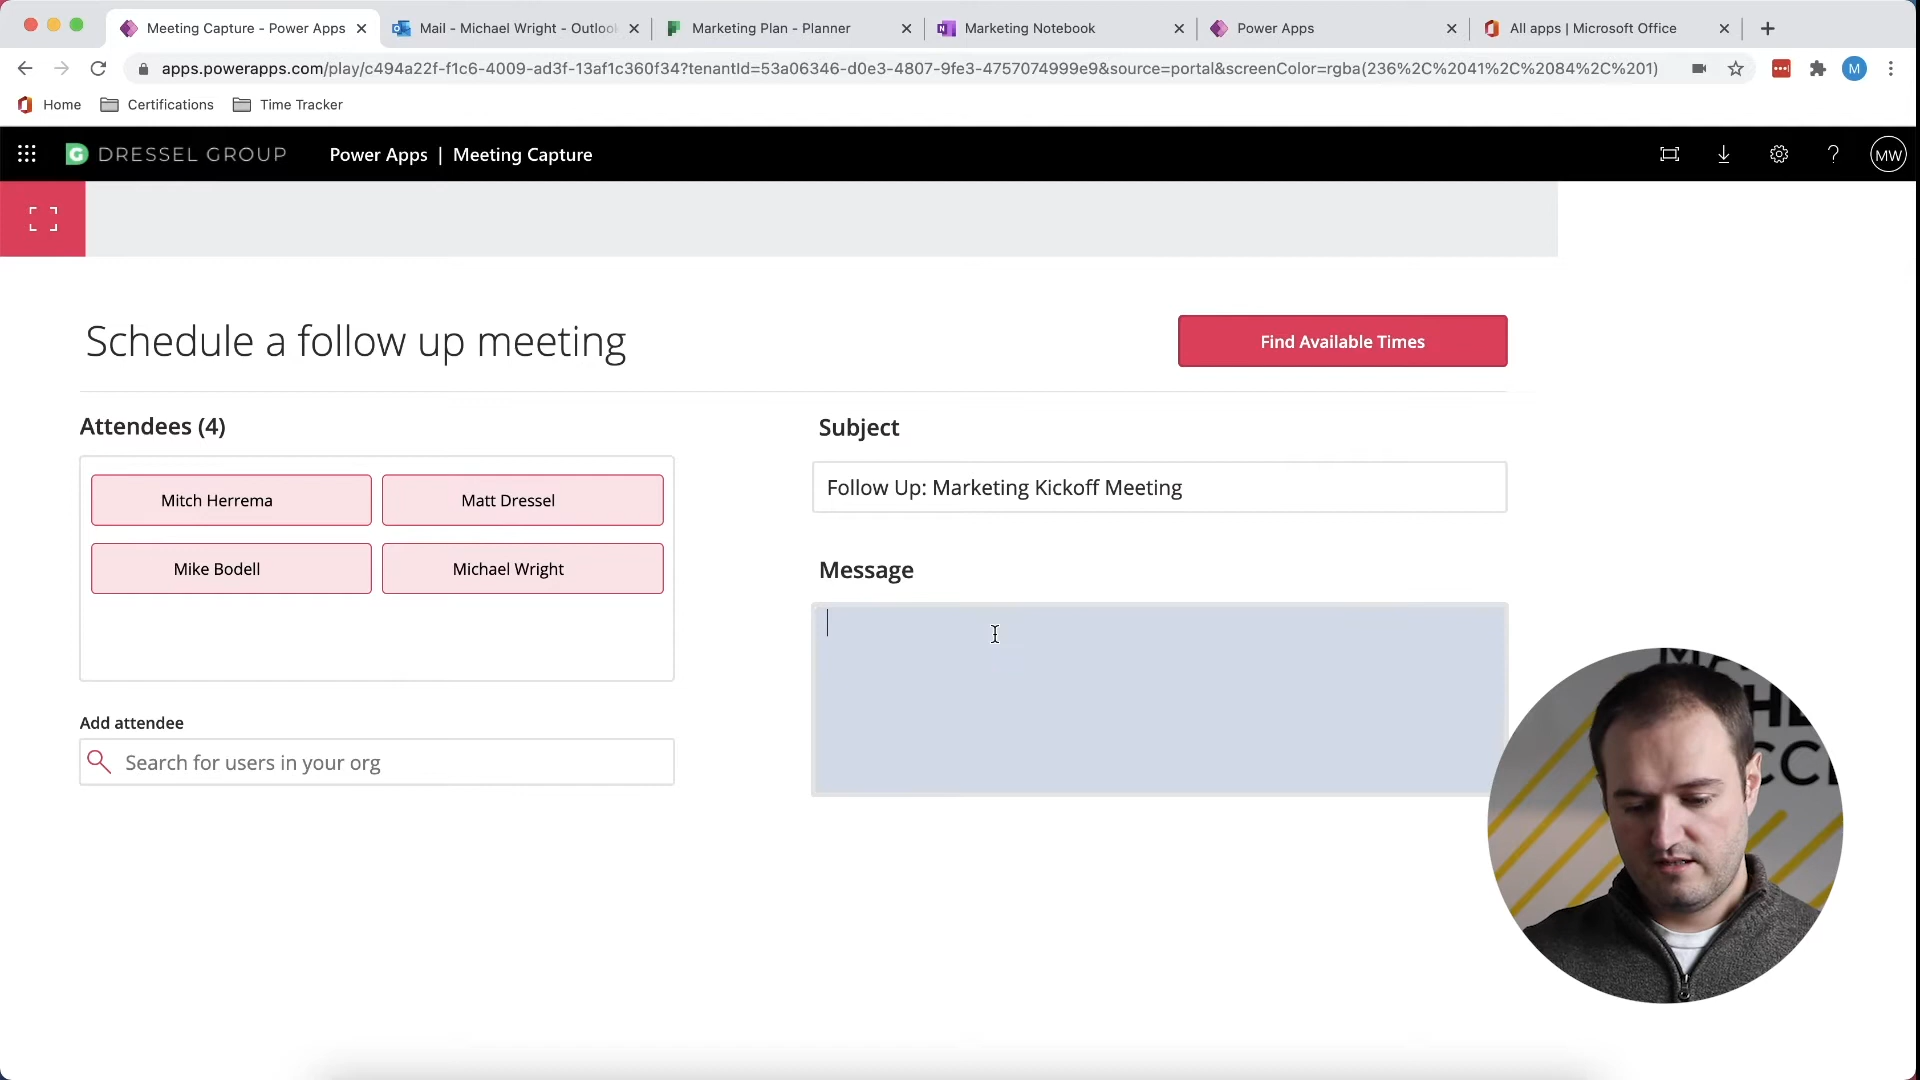 Meeting Capture - Power Apps
Mail - Michael Wright - Outlook
Marketing Plan - Planner
Marketing Notebook
Power Apps
All apps | Microsoft Office
apps.powerapps.com/play/c494a22f-f1c6-4009-ad3f-13af1c360f34?tenantId=53a06346-d0e3-4807-9fe3-4757074999e9&source=portal&screenColor=rgba(236%2C%2041%2C%2084%2C%201)
M
Home
Certifications
Time Tracker
DRESSEL GROUP
Power Apps | Meeting Capture
?
MW
Schedule a follow up meeting
Find Available Times
Attendees (4)
Mitch Herrema
Matt Dressel
Mike Bodell
Michael Wright
Add attendee
Search for users in your org
Subject
Follow Up: Marketing Kickoff Meeting
Message